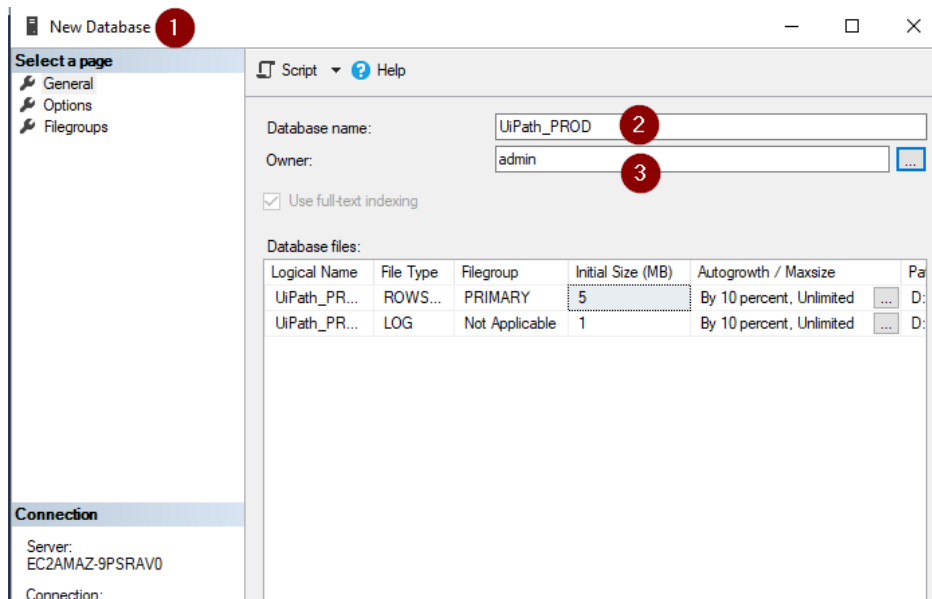 New Database 1
Select a page
General
Options
Filegroups
Script Help
Database name: UiPath_PROD 2
Owner: admin ...
3
Use full-text indexing
Database files:
Logical Name File Type Filegroup Initial Size (MB) Autogrowth / Maxsize Pa
UiPath_PR... ROWS... PRIMARY 5 By 10 percent, Unlimited ... D:
UiPath_PR... LOG Not Applicable 1 By 10 percent, Unlimited ... D:
Connection
Server:
EC2AMAZ-9PSRAV0
Connection: